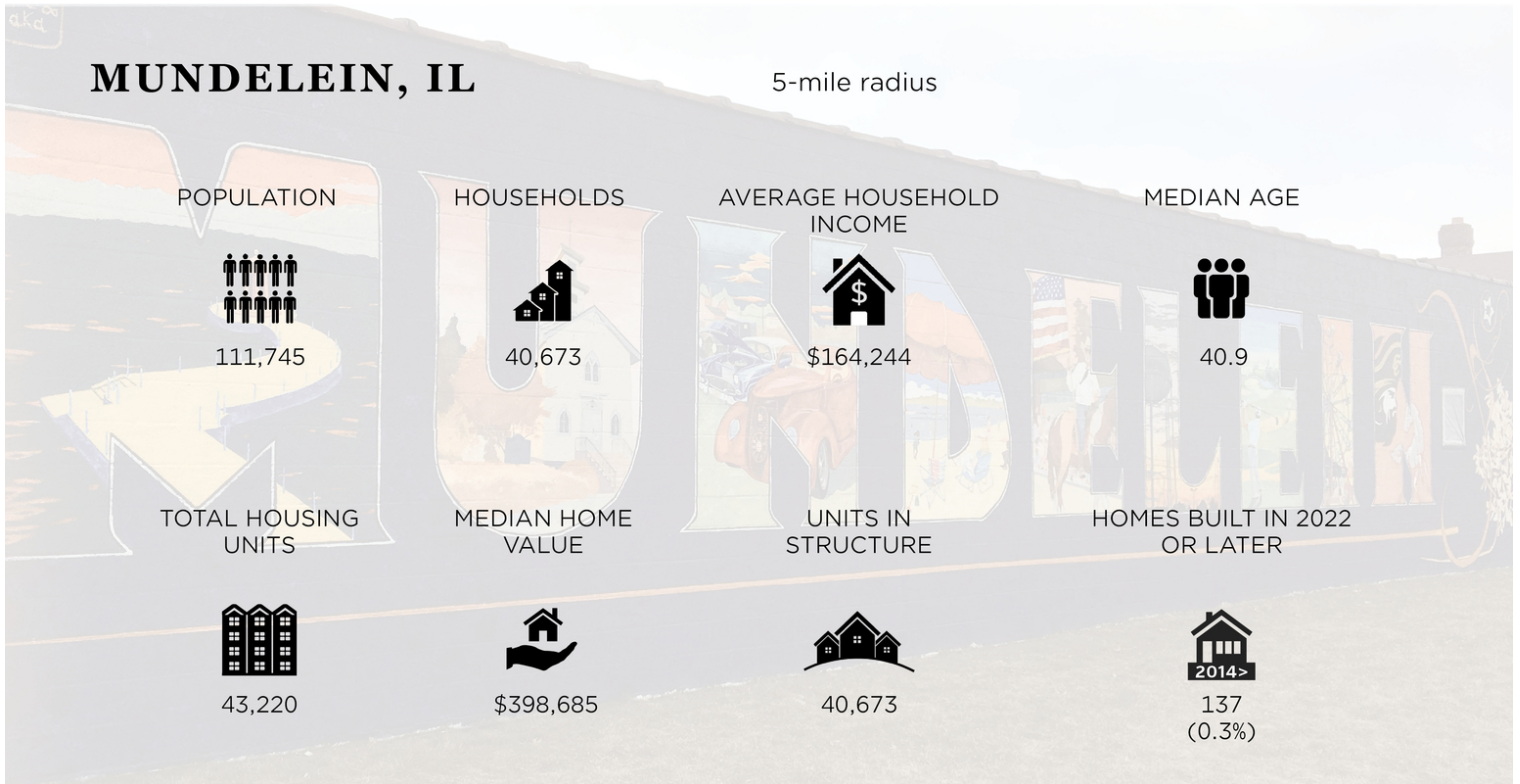 aka
MUNDELEIN, IL
5-mile radius
POPULATION
111,745
HOUSEHOLDS
40,673
AVERAGE HOUSEHOLD
INCOME
$
$164,244
MEDIAN AGE
40.9
TOTAL HOUSING
UNITS
43,220
MEDIAN HOME
VALUE
$398,685
UNITS IN
STRUCTURE
40,673
HOMES BUILT IN 2022
OR LATER
2014>
137
(0.3%)
MUNDELEIN